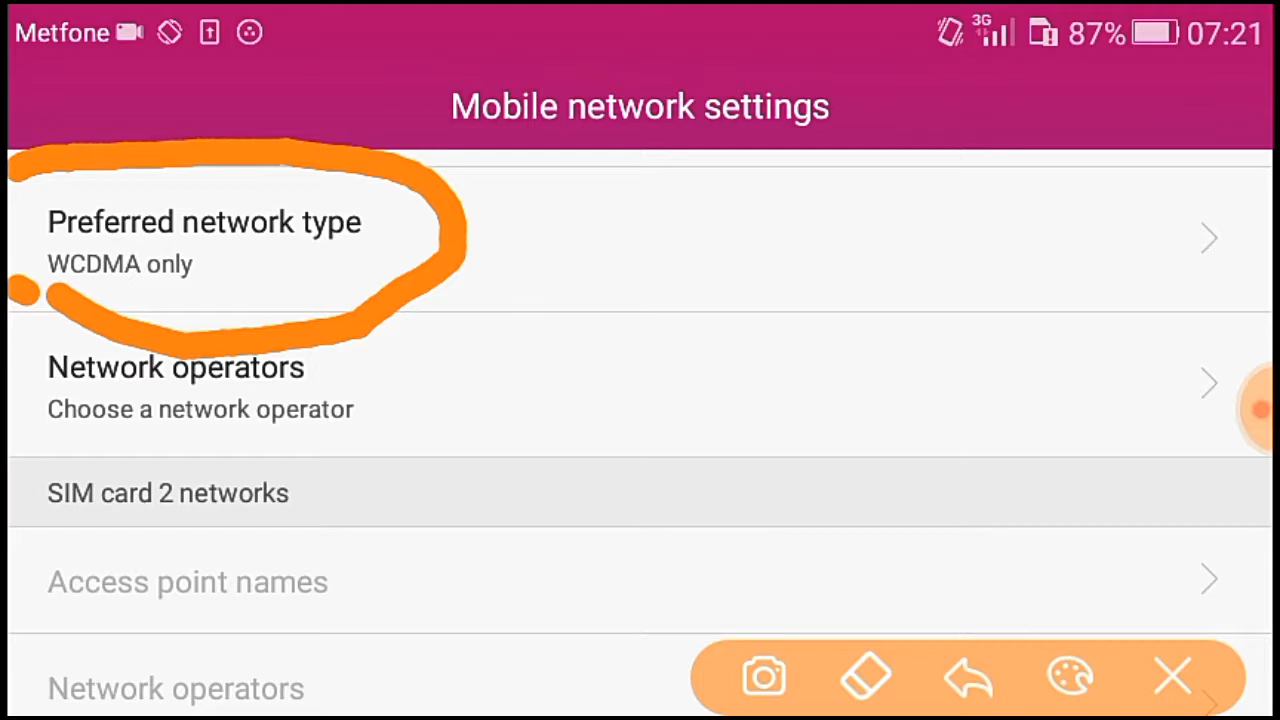 Metfone 3G 87% 07:21
Mobile network settings
Preferred network type
WCDMA only
Network operators
Choose a network operator
SIM card 2 networks
Access point names
Network operators